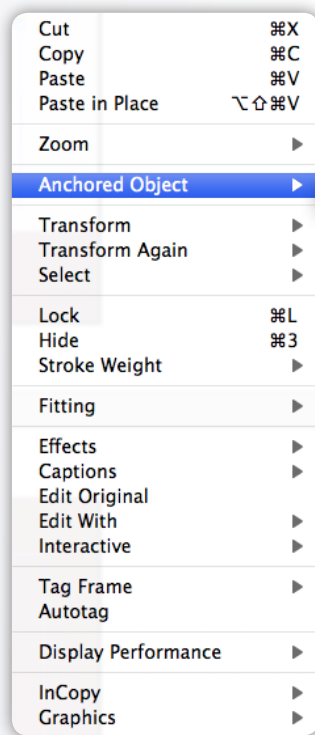 Cut ⌘X
Copy ⌘C
Paste ⌘V
Paste in Place ⌥⇧⌘V
Zoom
Anchored Object
Transform
Transform Again
Select
Lock ⌘L
Hide ⌘3
Stroke Weight
Fitting
Effects
Captions
Edit Original
Edit With
Interactive
Tag Frame
Autotag
Display Performance
InCopy
Graphics